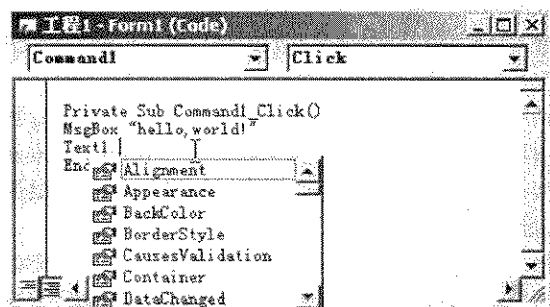 工程1 - Form1 (Code)
Command1 Click
Private Sub Command1_Click()
MsgBox "hello,world!"
Text1
End
Alignment
Appearance
BackColor
BorderStyle
CausesValidation
Container
DataChanged